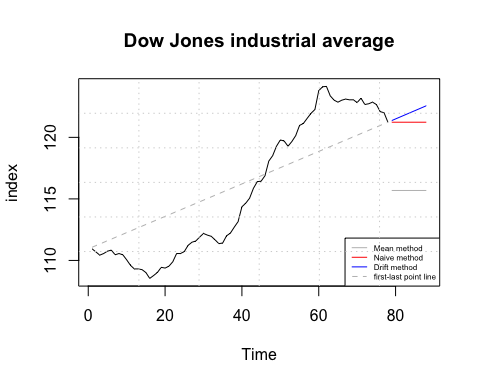 Dow Jones industrial average
index
120
115
110
Mean method
Naive method
Drift method
first-last point line
0
20
40
60
80
Time